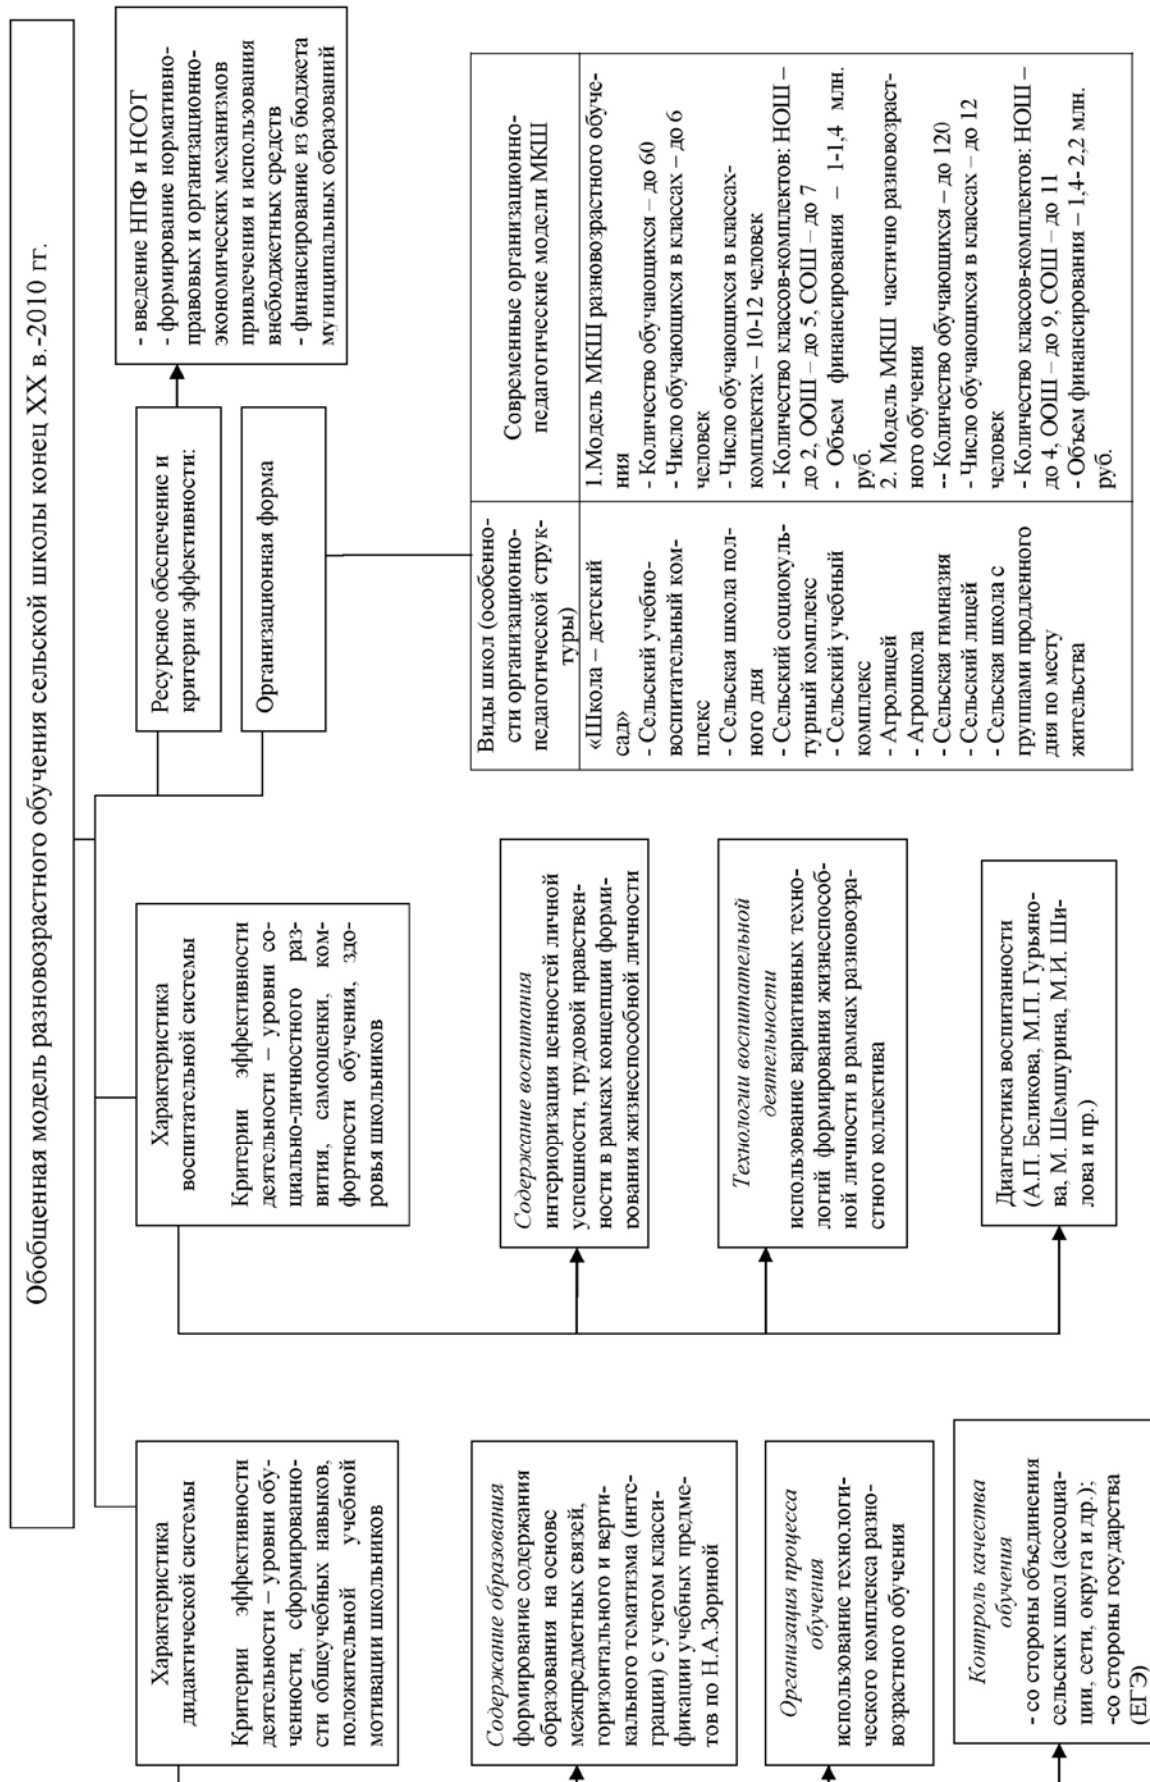 Обобщенная модель разновозрастного обучения сельской школы конец XX в.-2010 гг.
Характеристика
дидактической системы
Критерии эффективности
деятельности – уровни обу-
ченности, сформированно-
сти общеучебных навыков,
положительной учебной
мотивации школьников
Содержание образования
формирование содержания
образования на основе
межпредметных связей,
горизонтального и верти-
кального тематизма (инте-
грации) с учетом класси-
фикации учебных предме-
тов по Н.А.Зориной
Организация процесса
обучения
использование технологи-
ческого комплекса разно-
возрастного обучения
Контроль качества
обучения
- со стороны объединения
сельских школ (ассоциа-
ции, сети, округа и др.);
-со стороны государства
(ЕГЭ)
Характеристика
воспитательной системы
Критерии эффективности
деятельности – уровни со-
циально-личностного раз-
вития, самооценки, ком-
фортности обучения, здо-
ровья школьников
Содержание воспитания
интериоризация ценностей личной
успешности, трудовой нравствен-
ности в рамках концепции форми-
рования жизнеспособной личности
Технологии воспитательной
деятельности
использование вариативных техно-
логий формирования жизнеспособ-
ной личности в рамках разновозра-
стного коллектива
Диагностика воспитанности
(А.П. Беликова, М.П. Гурьяно-
ва, М. Шемшурина, М.И. Ши-
лова и пр.)
Ресурсное обеспечение и
критерии эффективности:
- введение НПФ и НСОТ
- формирование нормативно-
правовых и организационно-
экономических механизмов
привлечения и использования
внебюджетных средств
- финансирование из бюджета
муниципальных образований
Организационная форма
Виды школ (особенно-
сти организационно-
педагогической струк-
туры)
«Школа – детский
сад»
- Сельский учебно-
воспитательный ком-
плекс
- Сельская школа пол-
ного дня
- Сельский социокуль-
турный комплекс
- Сельский учебный
комплекс
- Агролицей
- Агрошкола
- Сельская гимназия
- Сельский лицей
- Сельская школа с
группами продленного
дня по месту
жительства
Современные организационно-
педагогические модели МКШ
1.Модель МКШ разновозрастного обуче-
ния
- Количество обучающихся – до 60
- Число обучающихся в классах – до 6
человек
- Число обучающихся в классах-
комплектах – 10-12 человек
- Количество классов-комплектов: НОШ –
до 2, ООШ – до 5, СОШ – до 7
- Объем финансирования – 1-1,4 млн.
руб.
2. Модель МКШ частично разновозраст-
ного обучения
-- Количество обучающихся – до 120
- Число обучающихся в классах – до 12
человек
- Количество классов-комплектов: НОШ –
до 4, ООШ – до 9, СОШ – до 11
- Объем финансирования – 1,4- 2,2 млн.
руб.